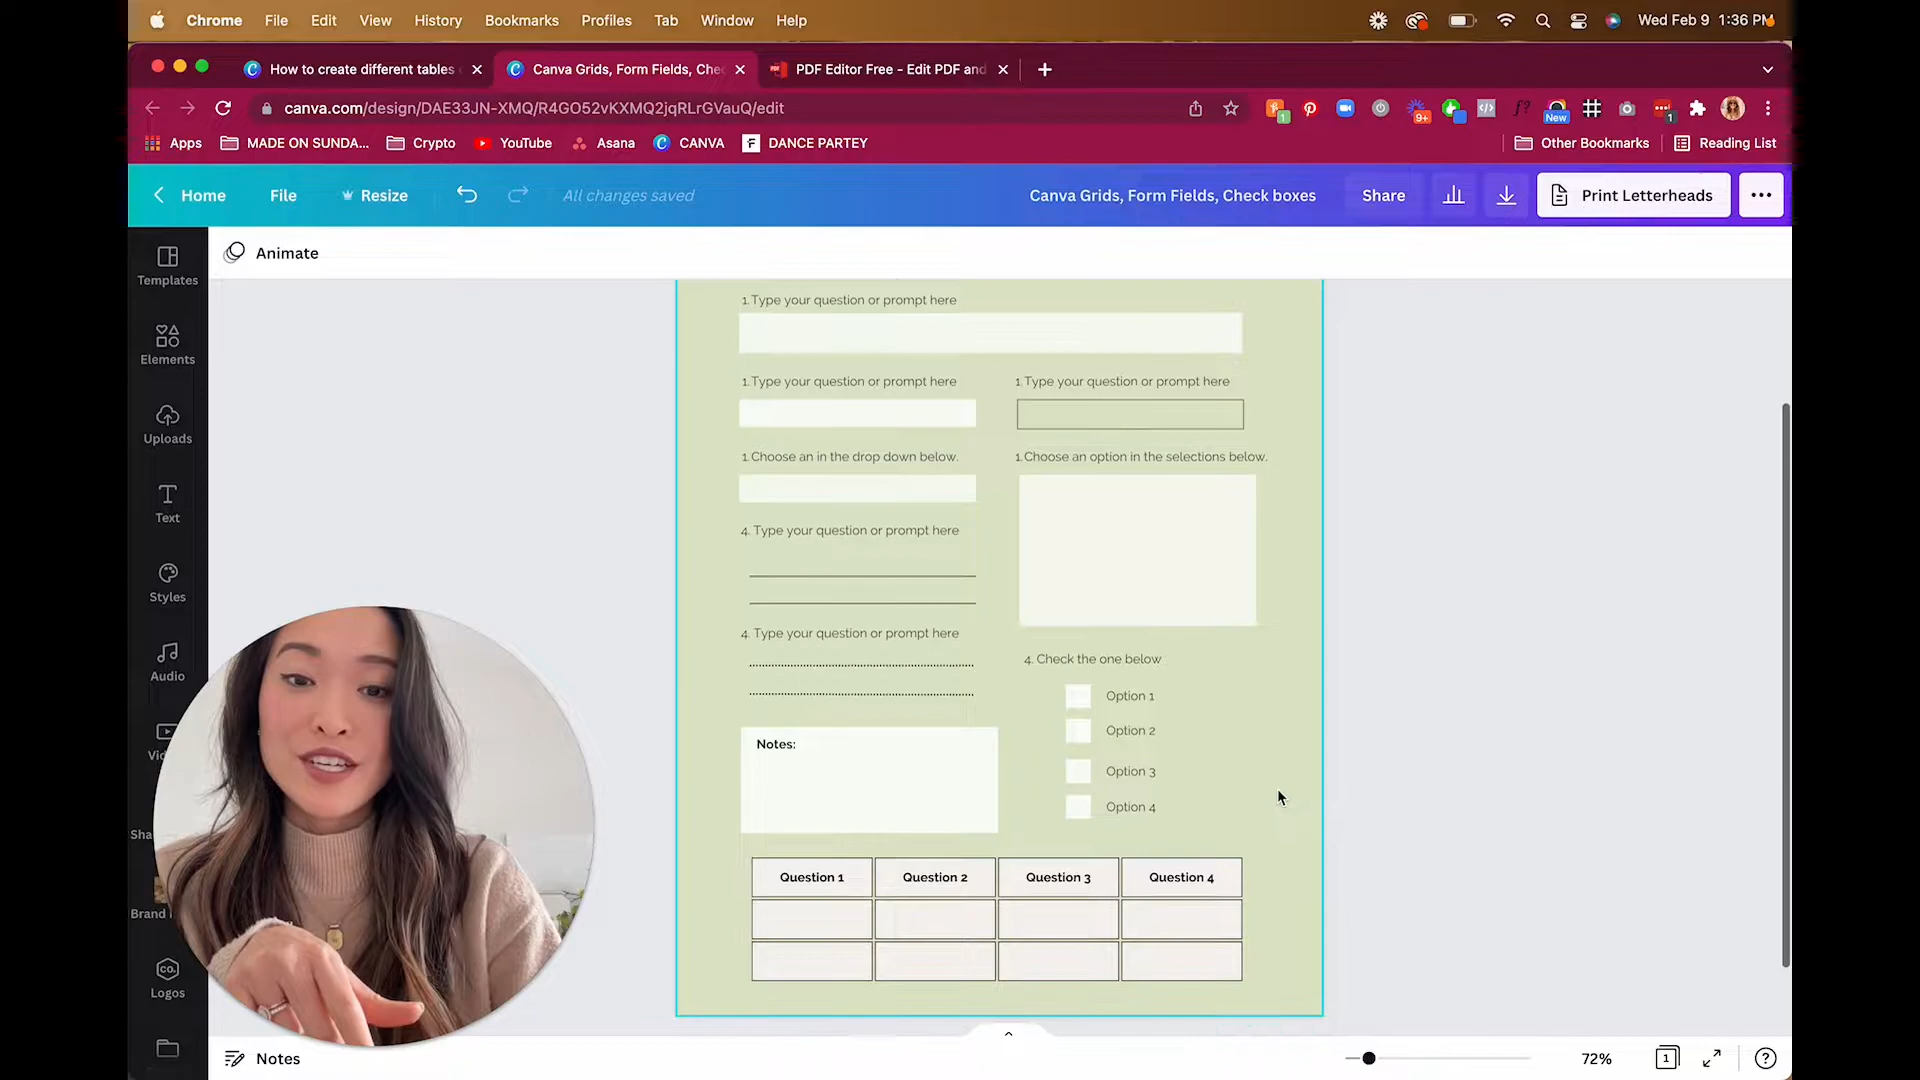 Chrome File Edit View History Bookmarks Profiles Tab Window Help Wed Feb 9 1:36 PM
How to create different tables Canva Grids, Form Fields, Che PDF Editor Free - Edit PDF and
canva.com/design/DAE33JN-XMQ/R4GO52vKXMQ2jqRLrGVauQ/edit 1 9+ New 1
Apps MADE ON SUNDA... Crypto YouTube Asana CANVA DANCE PARTEY Other Bookmarks Reading List
Home File Resize All changes saved Canva Grids, Form Fields, Check boxes Share Print Letterheads
Animate
Templates
Elements
Uploads
Text
Styles
Audio
Brand
CO.
Logos
1. Type your question or prompt here
1. Type your question or prompt here 1. Type your question or prompt here
1. Choose an in the drop down below. 1. Choose an option in the selections below.
4. Type your question or prompt here
4. Type your question or prompt here
4. Check the one below
Option 1
Option 2
Option 3
Option 4
Notes:
Question 1 Question 2 Question 3 Question 4
Notes 72% 1 ?